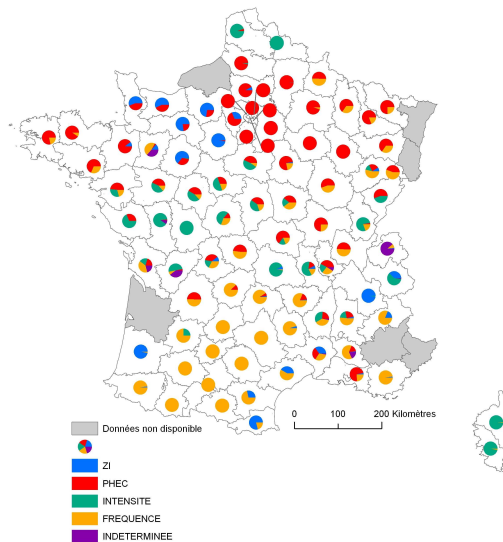 0 100 200 Kilomètres
Données non disponible
ZI
PHEC
INTENSITE
FREQUENCE
INDETERMINEE